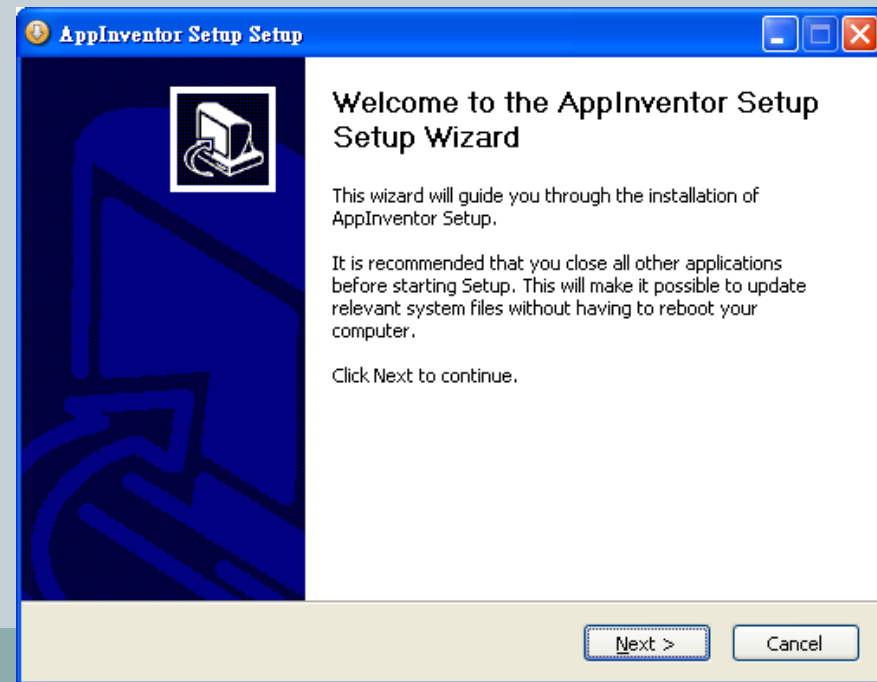 AppInventor Setup Setup
Welcome to the AppInventor Setup
Setup Wizard
This wizard will guide you through the installation of
AppInventor Setup.
It is recommended that you close all other applications
before starting Setup. This will make it possible to update
relevant system files without having to reboot your
computer.
Click Next to continue.
Next >
Cancel